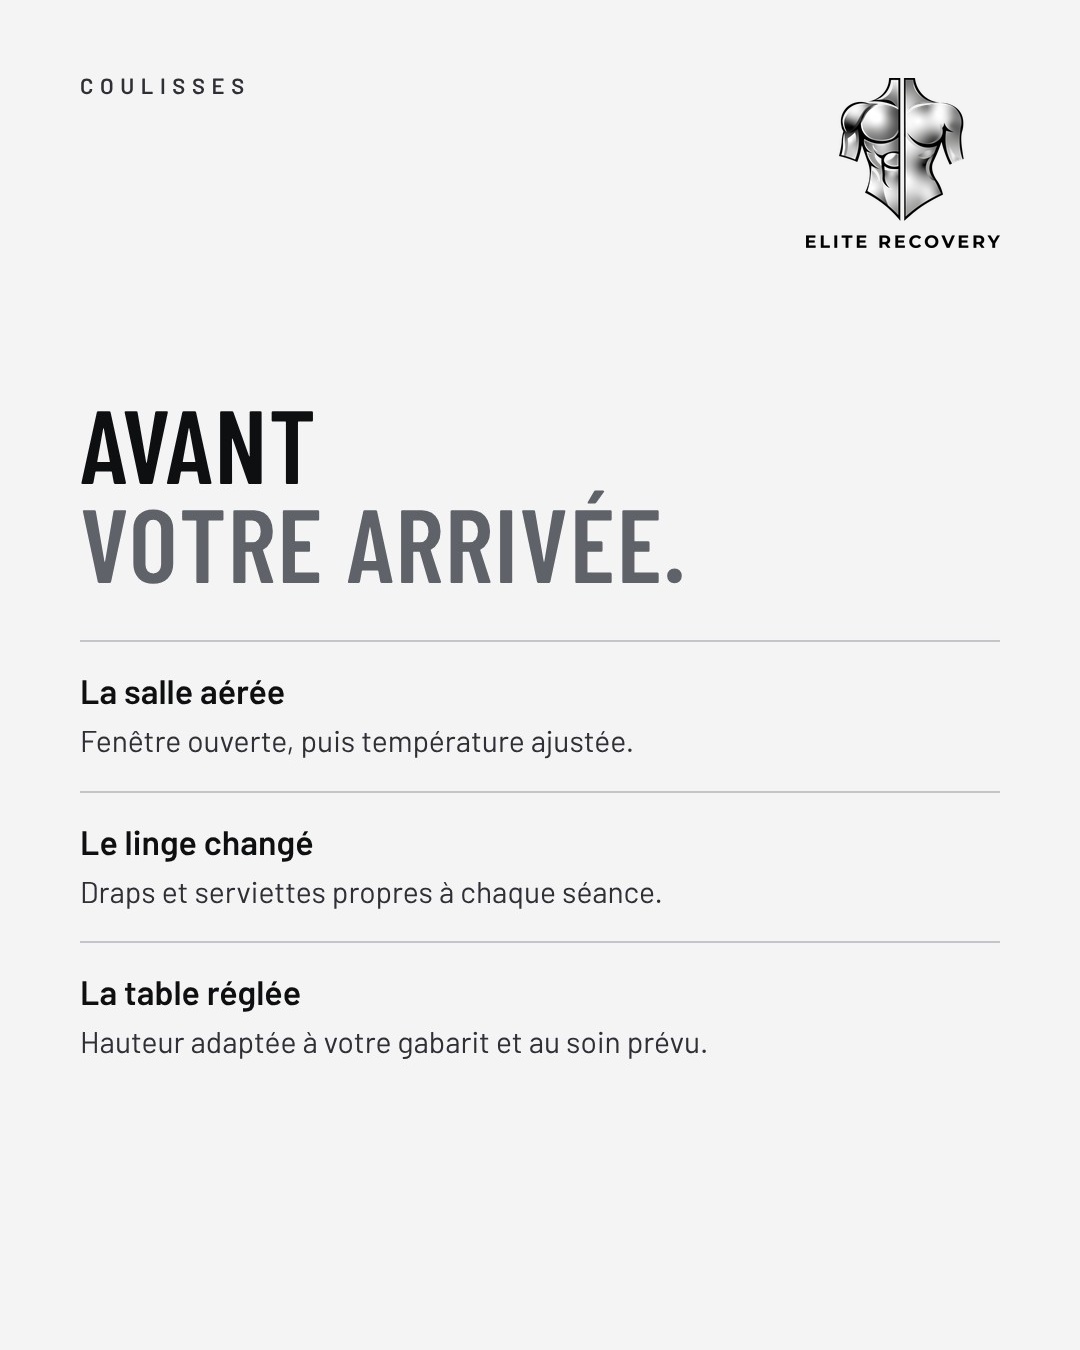 COULISSES
ELITE RECOVERY
AVANT
VOTRE ARRIVÉE.
La salle aérée
Fenêtre ouverte, puis température ajustée.
Le linge changé
Draps et serviettes propres à chaque séance.
La table réglée
Hauteur adaptée à votre gabarit et au soin prévu.